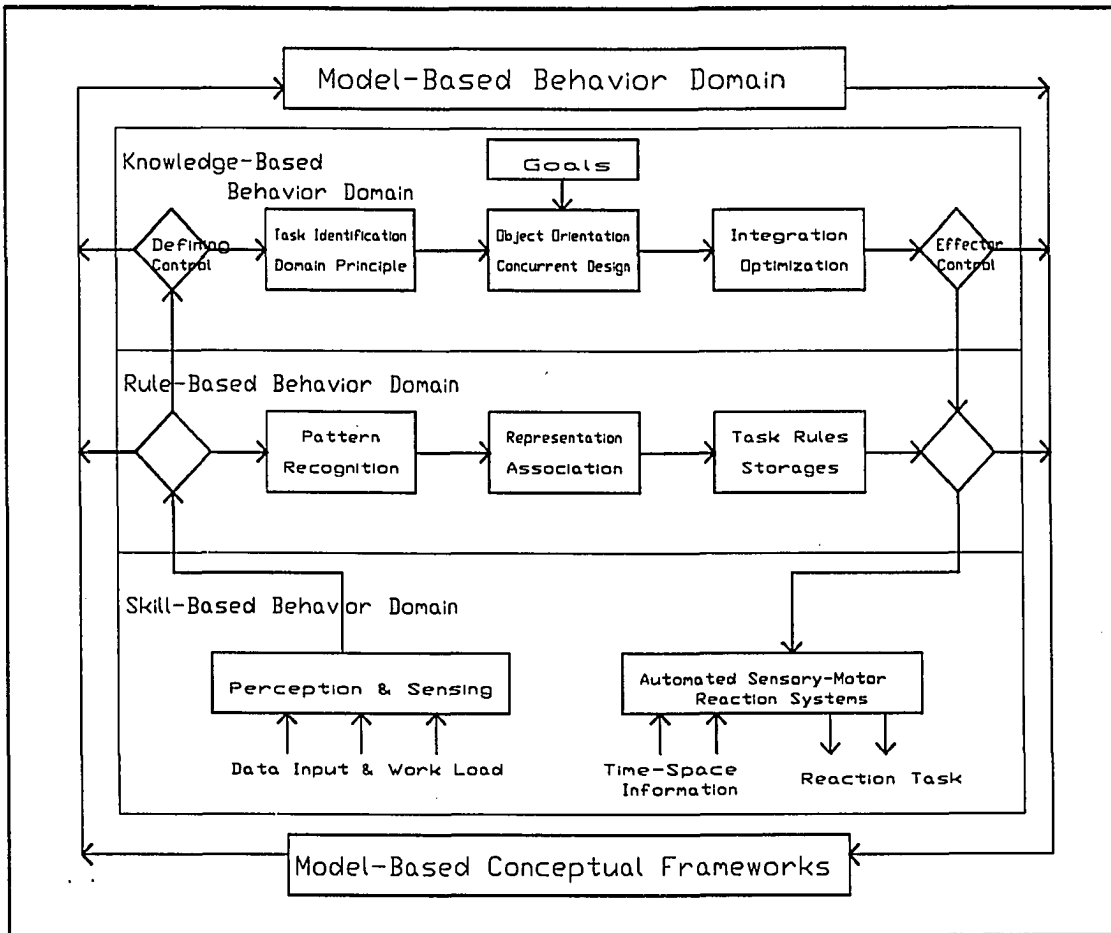 Model-Based Behavior Domain
Knowledge-Based
Behavior Domain
Goals
Defining
Control
Task Identification
Domain Principle
Object Orientation
Concurrent Design
Integration
Optimization
Effector
Control
Rule-Based Behavior Domain
Pattern
Recognition
Representation
Association
Task Rules
Storages
Skill-Based Behavior Domain
Perception & Sensing
Automated Sensory-Motor
Reaction Systems
Data Input & Work Load
Time-Space
Information
Reaction Task
Model-Based Conceptual Frameworks